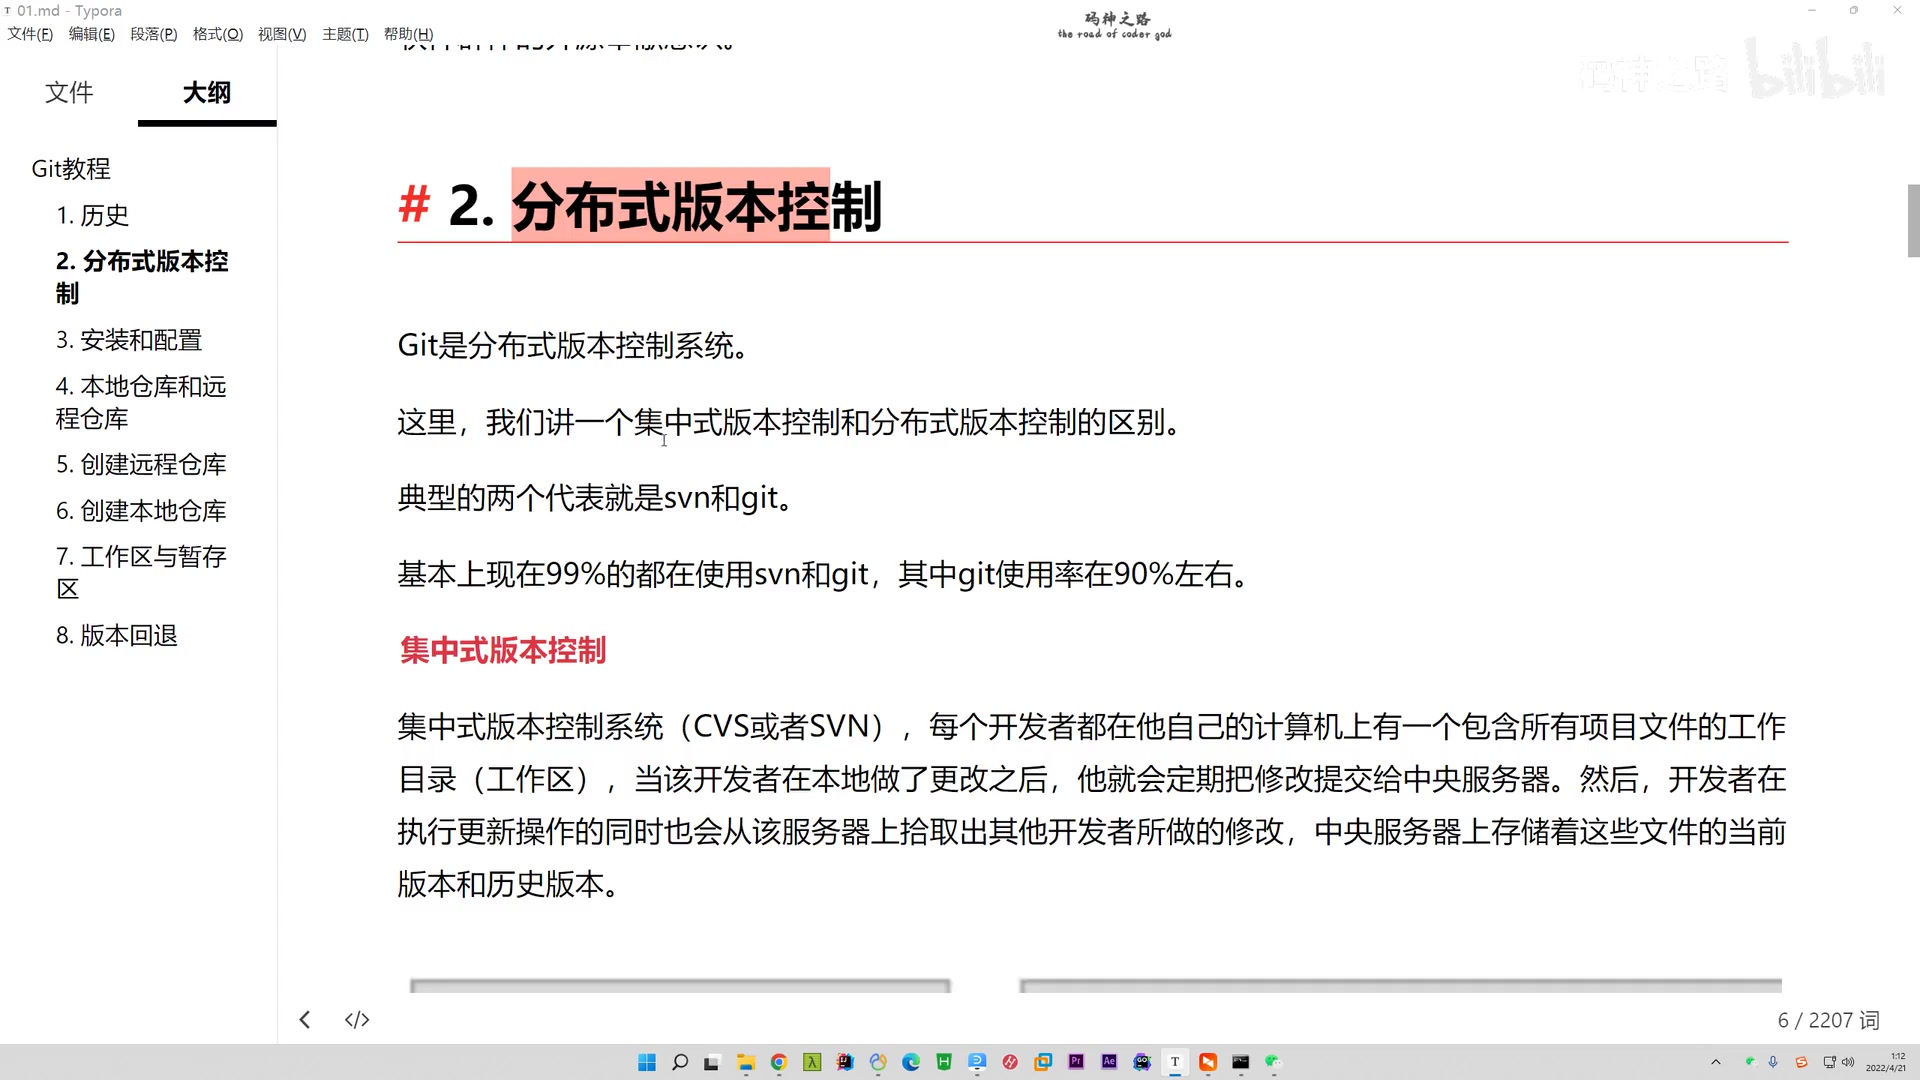 01.md - Typora
文件(F) 编辑(E) 段落(P) 格式(O) 视图(V) 主题(T) 帮助(H)
码神之路
the road of coder god
码神之路 bilibili
文件 大纲
Git教程
1. 历史
2. 分布式版本控
制
3. 安装和配置
4. 本地仓库和远
程仓库
5. 创建远程仓库
6. 创建本地仓库
7. 工作区与暂存
区
8. 版本回退
# 2. 分布式版本控制
Git是分布式版本控制系统。
这里，我们讲一个集中式版本控制和分布式版本控制的区别。
典型的两个代表就是svn和git。
基本上现在99%的都在使用svn和git，其中git使用率在90%左右。
集中式版本控制
集中式版本控制系统（CVS或者SVN），每个开发者都在他自己的计算机上有一个包含所有项目文件的工作
目录（工作区），当该开发者在本地做了更改之后，他就会定期把修改提交给中央服务器。然后，开发者在
执行更新操作的同时也会从该服务器上拾取出其他开发者所做的修改，中央服务器上存储着这些文件的当前
版本和历史版本。
6 / 2207 词
1:12
2022/4/21